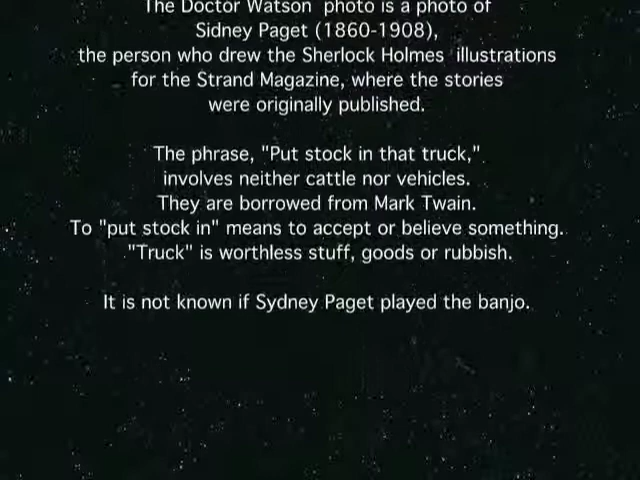 The Doctor Watson photo is a photo of
Sidney Paget (1860-1908),
the person who drew the Sherlock Holmes illustrations
for the Strand Magazine, where the stories
were originally published.
The phrase, "Put stock in that truck,"
involves neither cattle nor vehicles.
They are borrowed from Mark Twain.
To "put stock in" means to accept or believe something.
"Truck" is worthless stuff, goods or rubbish.
It is not known if Sydney Paget played the banjo.